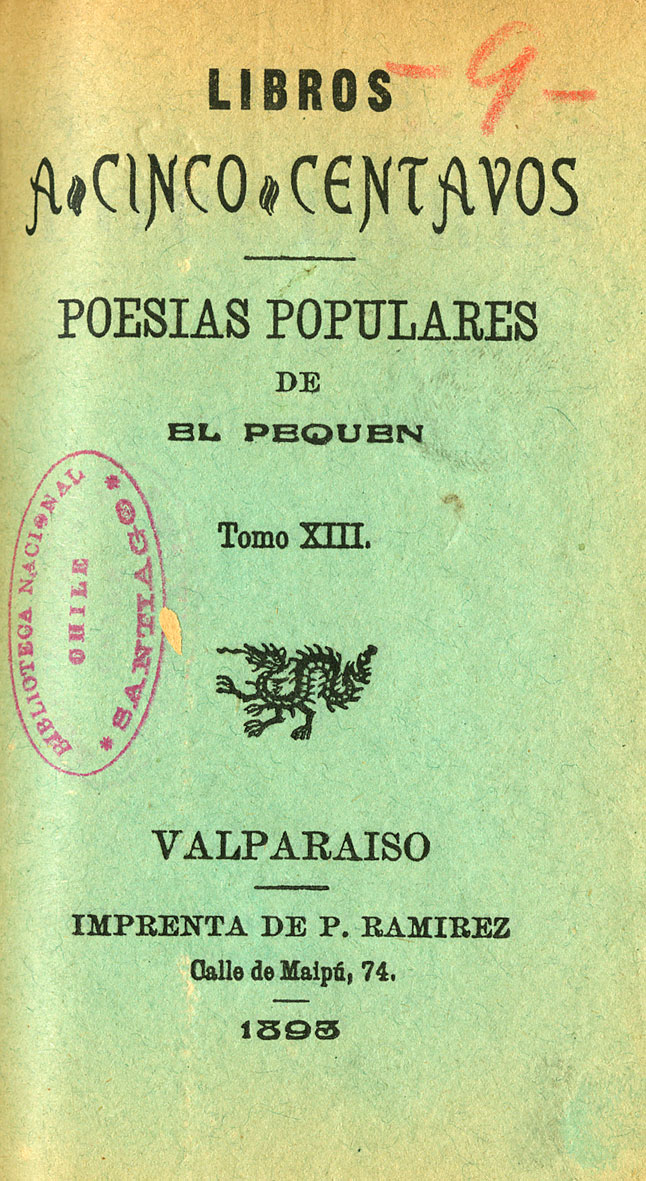 - 9 -
LIBROS
A CINCO CENTAVOS
POESIAS POPULARES
DE
EL PEQUEN
Tomo XIII.
BIBLIOTECA NACIONAL
CHILE
* SANTIAGO *
VALPARAISO
IMPRENTA DE P. RAMIREZ
Calle de Maipú, 74.
1893